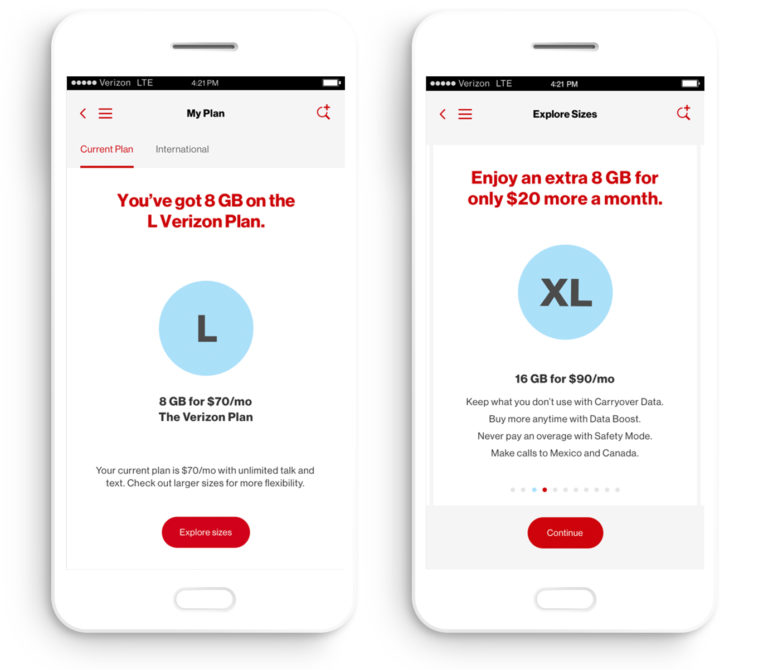 Verizon LTE 4:21 PM
My Plan
Current Plan International
You've got 8 GB on the
L Verizon Plan.
L
8 GB for $70/mo
The Verizon Plan
Your current plan is $70/mo with unlimited talk and
text. Check out larger sizes for more flexibility.
Explore sizes
Verizon LTE 4:21 PM
Explore Sizes
Enjoy an extra 8 GB for
only $20 more a month.
XL
16 GB for $90/mo
Keep what you don't use with Carryover Data.
Buy more anytime with Data Boost.
Never pay an overage with Safety Mode.
Make calls to Mexico and Canada.
Continue